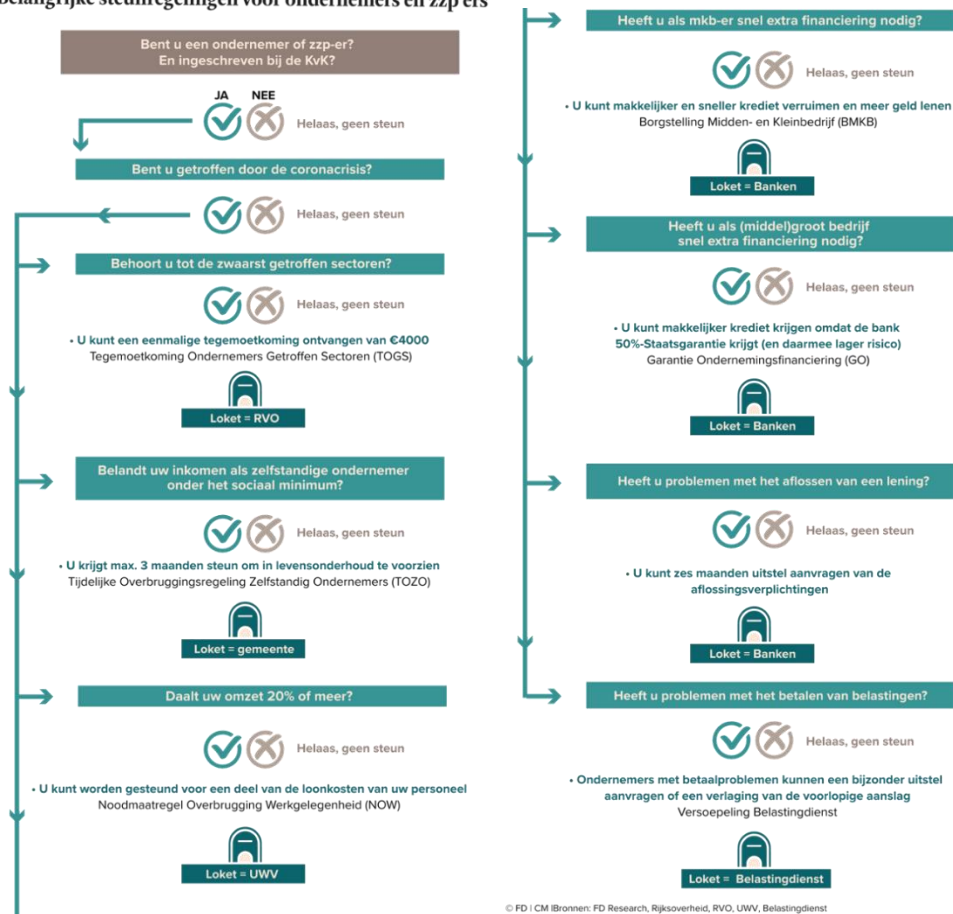 belangrijke steunregelingen voor ondernemers en zzp'ers
Bent u een ondernemer of zzp-er?
En ingeschreven bij de KvK?
JA NEE
Helaas, geen steun
Bent u getroffen door de coronacrisis?
Helaas, geen steun
Behoort u tot de zwaarst getroffen sectoren?
Helaas, geen steun
• U kunt een eenmalige tegemoetkoming ontvangen van €4000
Tegemoetkoming Ondernemers Getroffen Sectoren (TOGS)
Loket = RVO
Belandt uw inkomen als zelfstandige ondernemer
onder het sociaal minimum?
Helaas, geen steun
• U krijgt max. 3 maanden steun om in levensonderhoud te voorzien
Tijdelijke Overbruggingsregeling Zelfstandig Ondernemers (TOZO)
Loket = gemeente
Daalt uw omzet 20% of meer?
Helaas, geen steun
• U kunt worden gesteund voor een deel van de loonkosten van uw personeel
Noodmaatregel Overbrugging Werkgelegenheid (NOW)
Loket = UWV
Heeft u als mkb-er snel extra financiering nodig?
Helaas, geen steun
• U kunt makkelijker en sneller krediet verruimen en meer geld lenen
Borgstelling Midden- en Kleinbedrijf (BMKB)
Loket = Banken
Heeft u als (middel)groot bedrijf
snel extra financiering nodig?
Helaas, geen steun
• U kunt makkelijker krediet krijgen omdat de bank
50%-Staatsgarantie krijgt (en daarmee lager risico)
Garantie Ondernemingsfinanciering (GO)
Loket = Banken
Heeft u problemen met het aflossen van een lening?
Helaas, geen steun
• U kunt zes maanden uitstel aanvragen van de
aflossingsverplichtingen
Loket = Banken
Heeft u problemen met het betalen van belastingen?
Helaas, geen steun
• Ondernemers met betaalproblemen kunnen een bijzonder uitstel
aanvragen of een verlaging van de voorlopige aanslag
Versoepeling Belastingdienst
Loket = Belastingdienst
© FD | CM |Bronnen: FD Research, Rijksoverheid, RVO, UWV, Belastingdienst